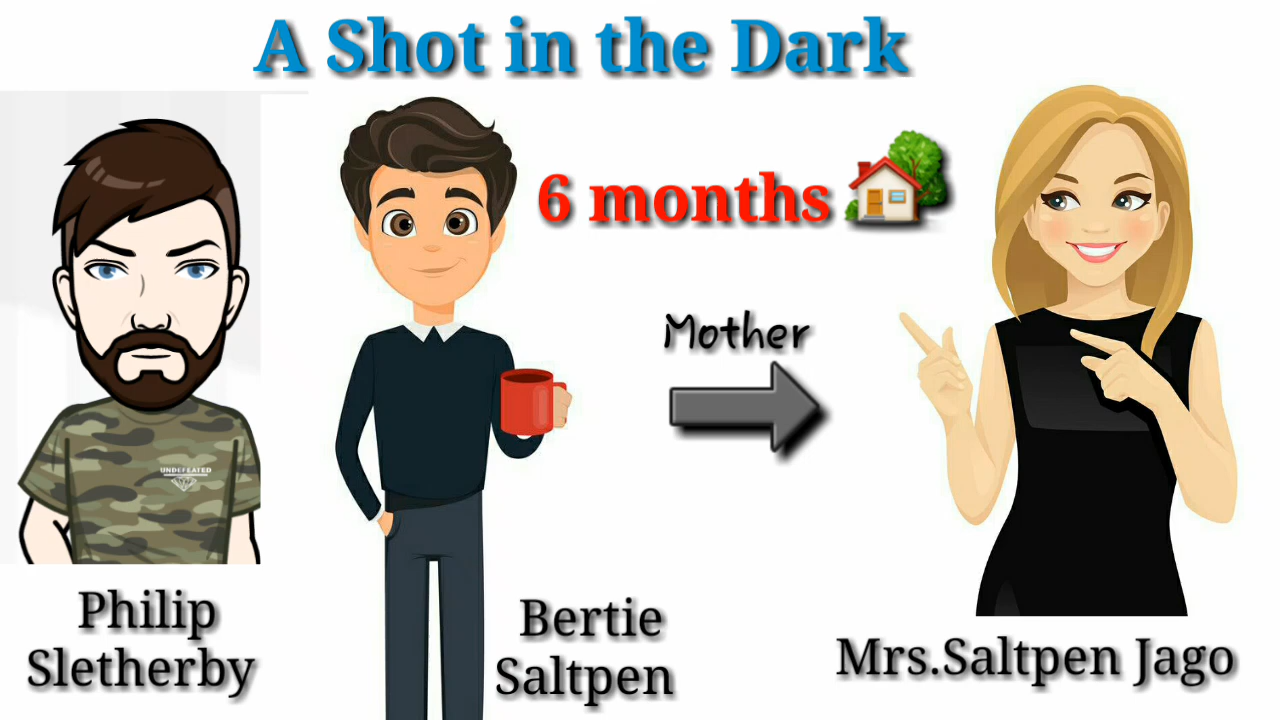 A Shot in the Dark
6 months
Mother
UNDEFEATED
Philip
Sletherby
Bertie
Saltpen
Mrs.Saltpen Jago